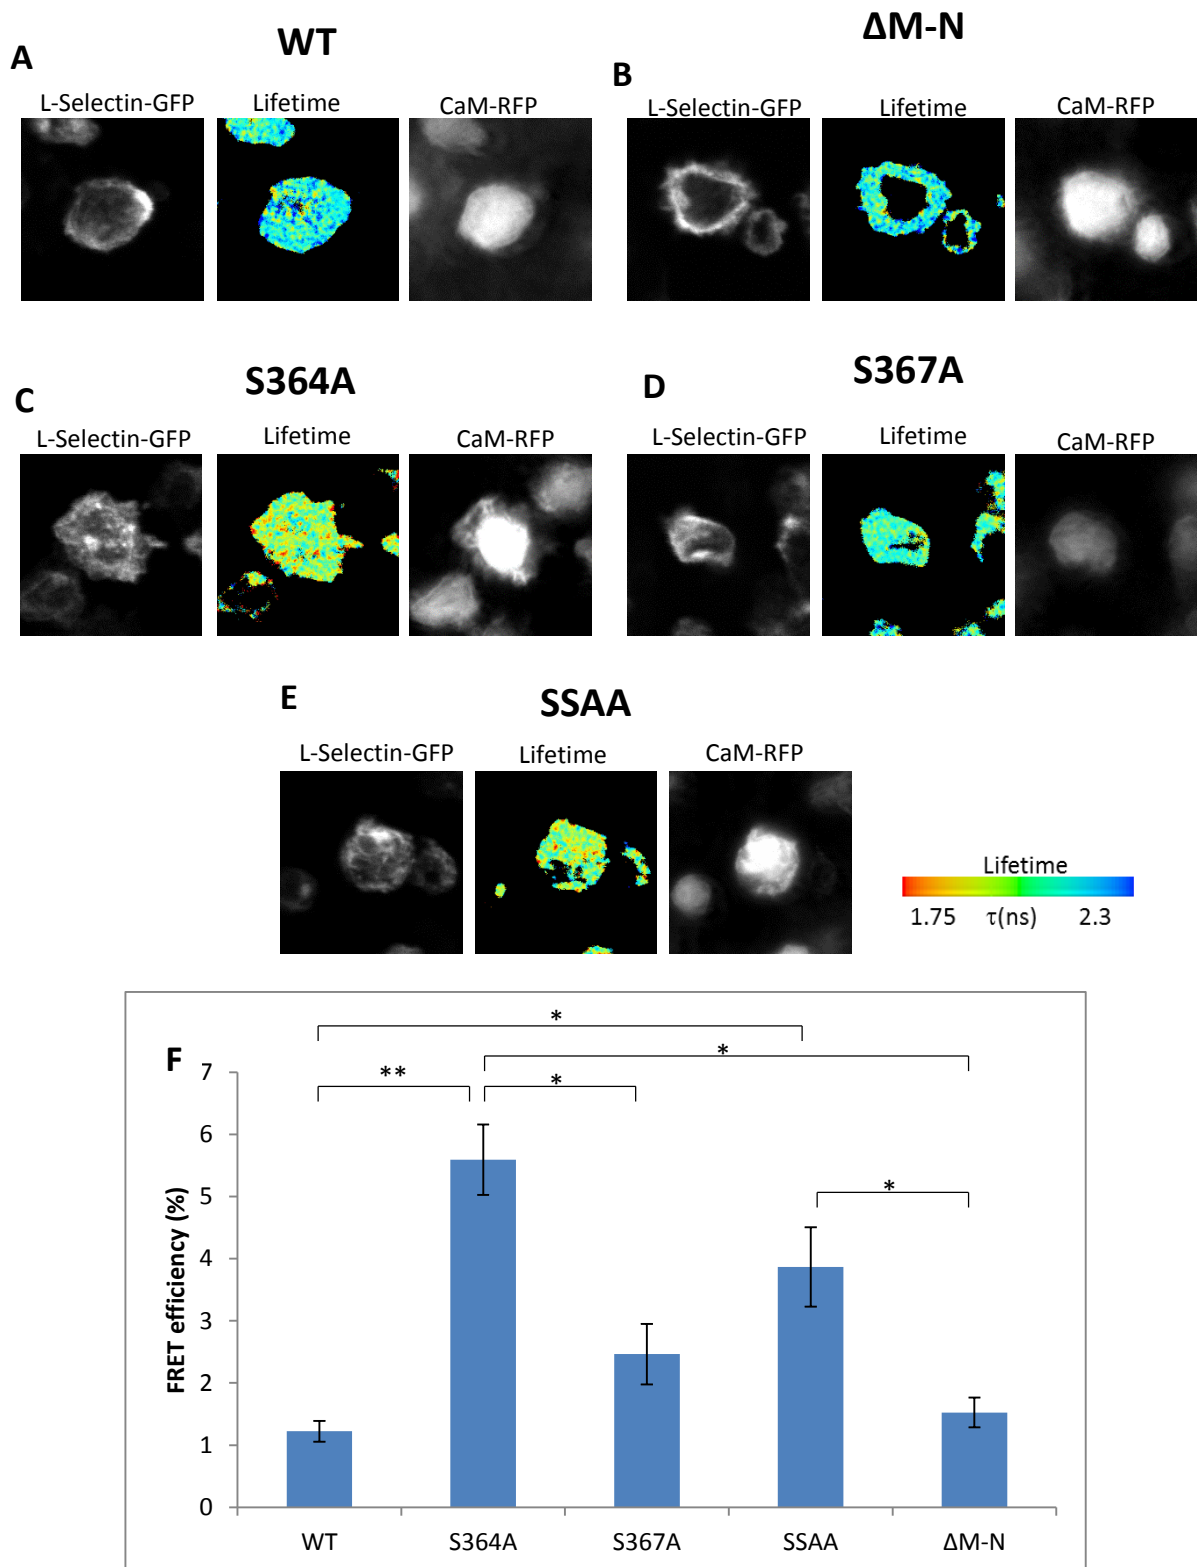 WT
ΔM-N
A
B
L-Selectin-GFP Lifetime CaM-RFP
L-Selectin-GFP Lifetime CaM-RFP
S364A
S367A
C
D
L-Selectin-GFP Lifetime CaM-RFP
L-Selectin-GFP Lifetime CaM-RFP
E
SSAA
L-Selectin-GFP Lifetime CaM-RFP
Lifetime
1.75 τ(ns) 2.3
F
*
*
** *
*
7
6
5
4
3
2
1
0
FRET efficiency (%)
WT S364A S367A SSAA ΔM-N